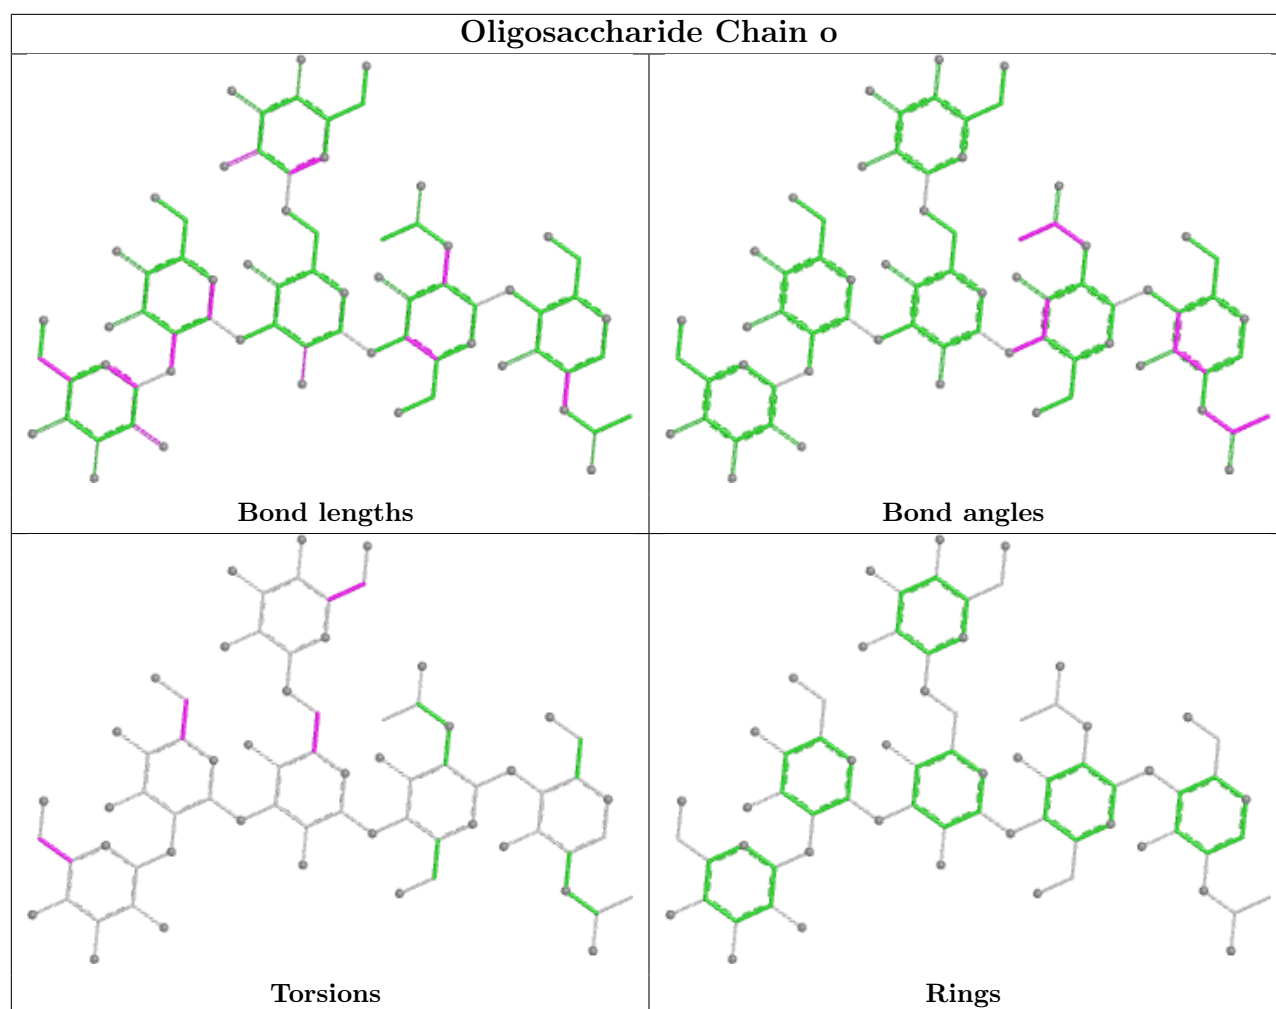 Oligosaccharide Chain o
Bond lengths
Bond angles
Torsions
Rings